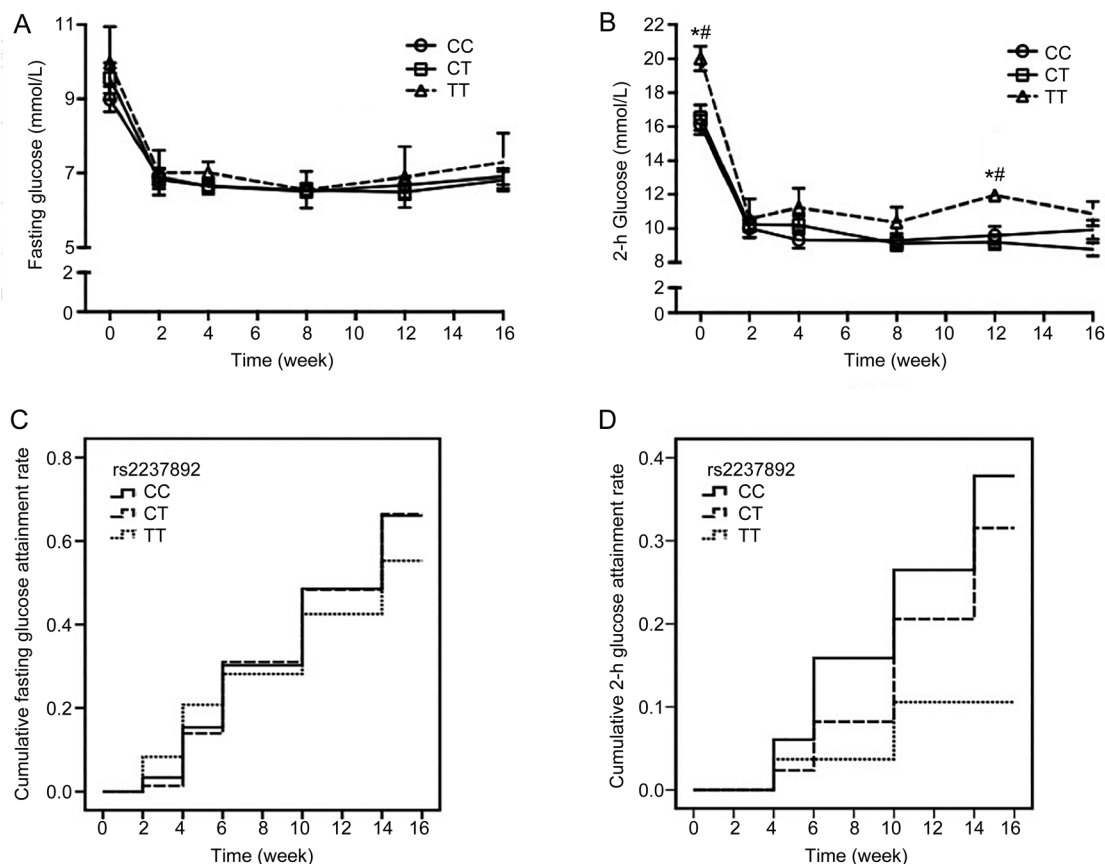 A
Fasting glucose (mmol/L)
11
9
7
5
2
0
CC
CT
TT
0 2 4 6 8 10 12 14 16
Time (week)
B
2-h Glucose (mmol/L)
22
20
18
16
14
12
10
8
2
0
*#
*#
CC
CT
TT
0 2 4 6 8 10 12 14 16
Time (week)
C
Cumulative fasting glucose attainment rate
0.8
0.6
0.4
0.2
0.0
rs2237892
CC
CT
TT
0 2 4 6 8 10 12 14 16
Time (week)
D
Cumulative 2-h glucose attainment rate
0.4
0.3
0.2
0.1
0.0
rs2237892
CC
CT
TT
0 2 4 6 8 10 12 14 16
Time (week)